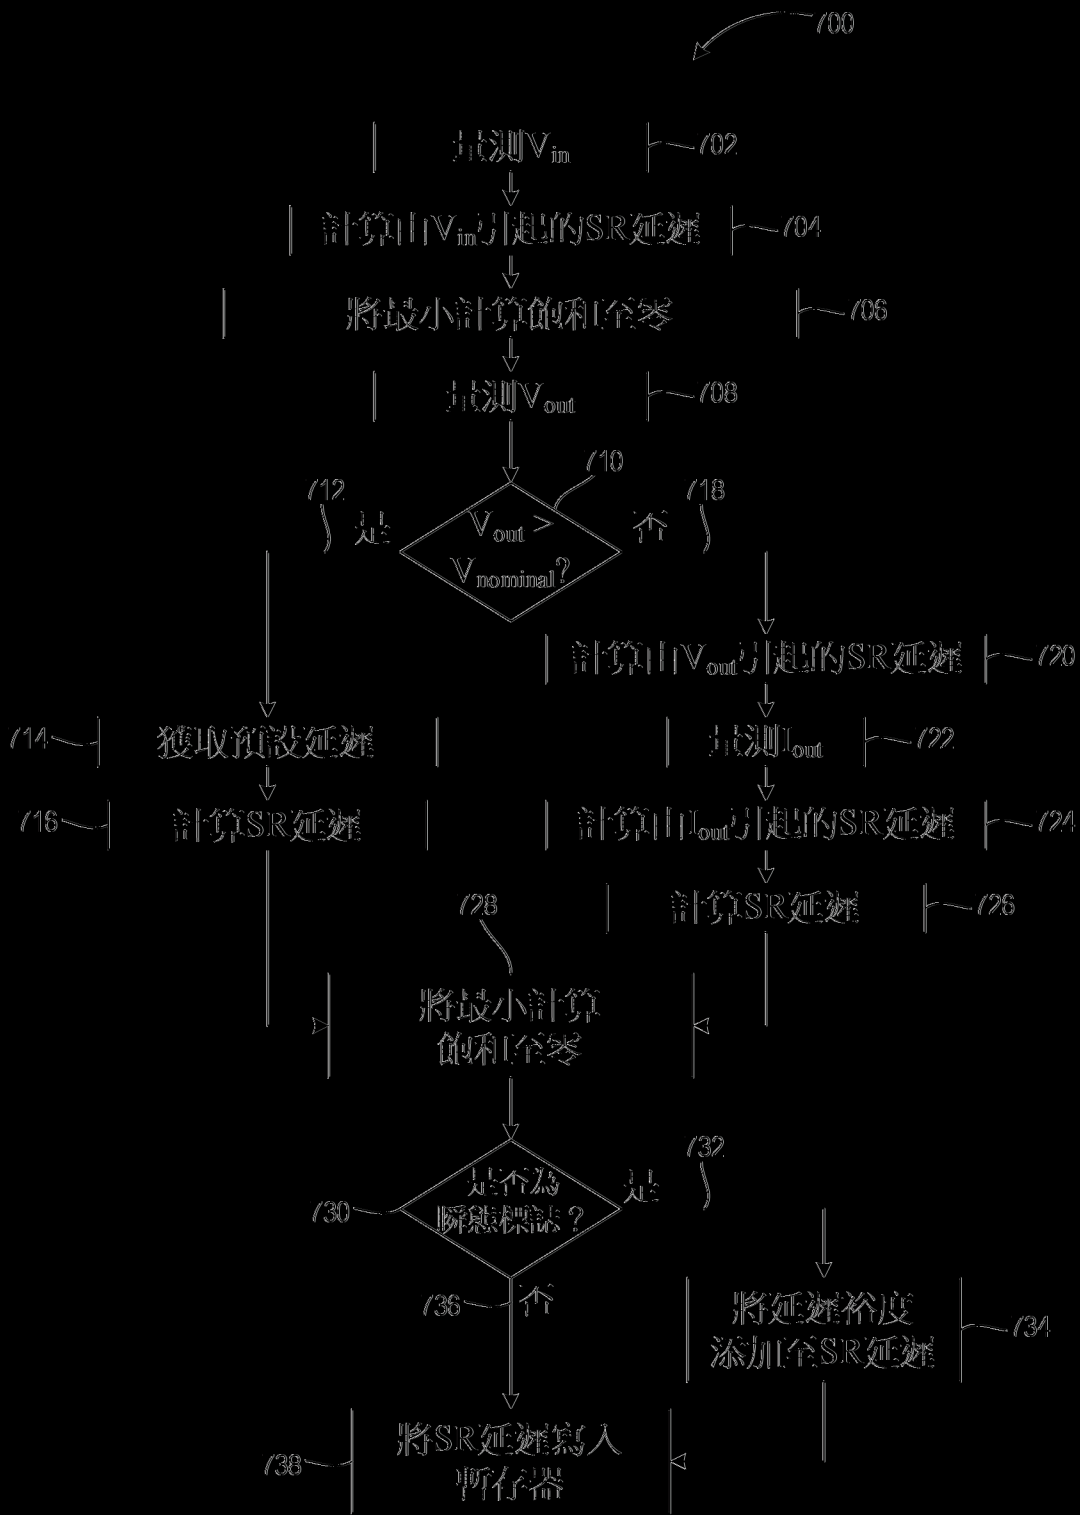 700
量測Vin
702
計算由Vin引起的SR延遲
704
將最小計算飽和至零
706
量測Vout
708
710
712
是
Vout >
Vnominal?
否
718
計算由Vout引起的SR延遲
720
714
獲取預設延遲
量測Iout
722
716
計算SR延遲
計算由Iout引起的SR延遲
724
計算SR延遲
726
728
將最小計算
飽和至零
730
是否為
瞬態標誌？
是
732
736
否
將延遲裕度
添加至SR延遲
734
738
將SR延遲寫入
暫存器